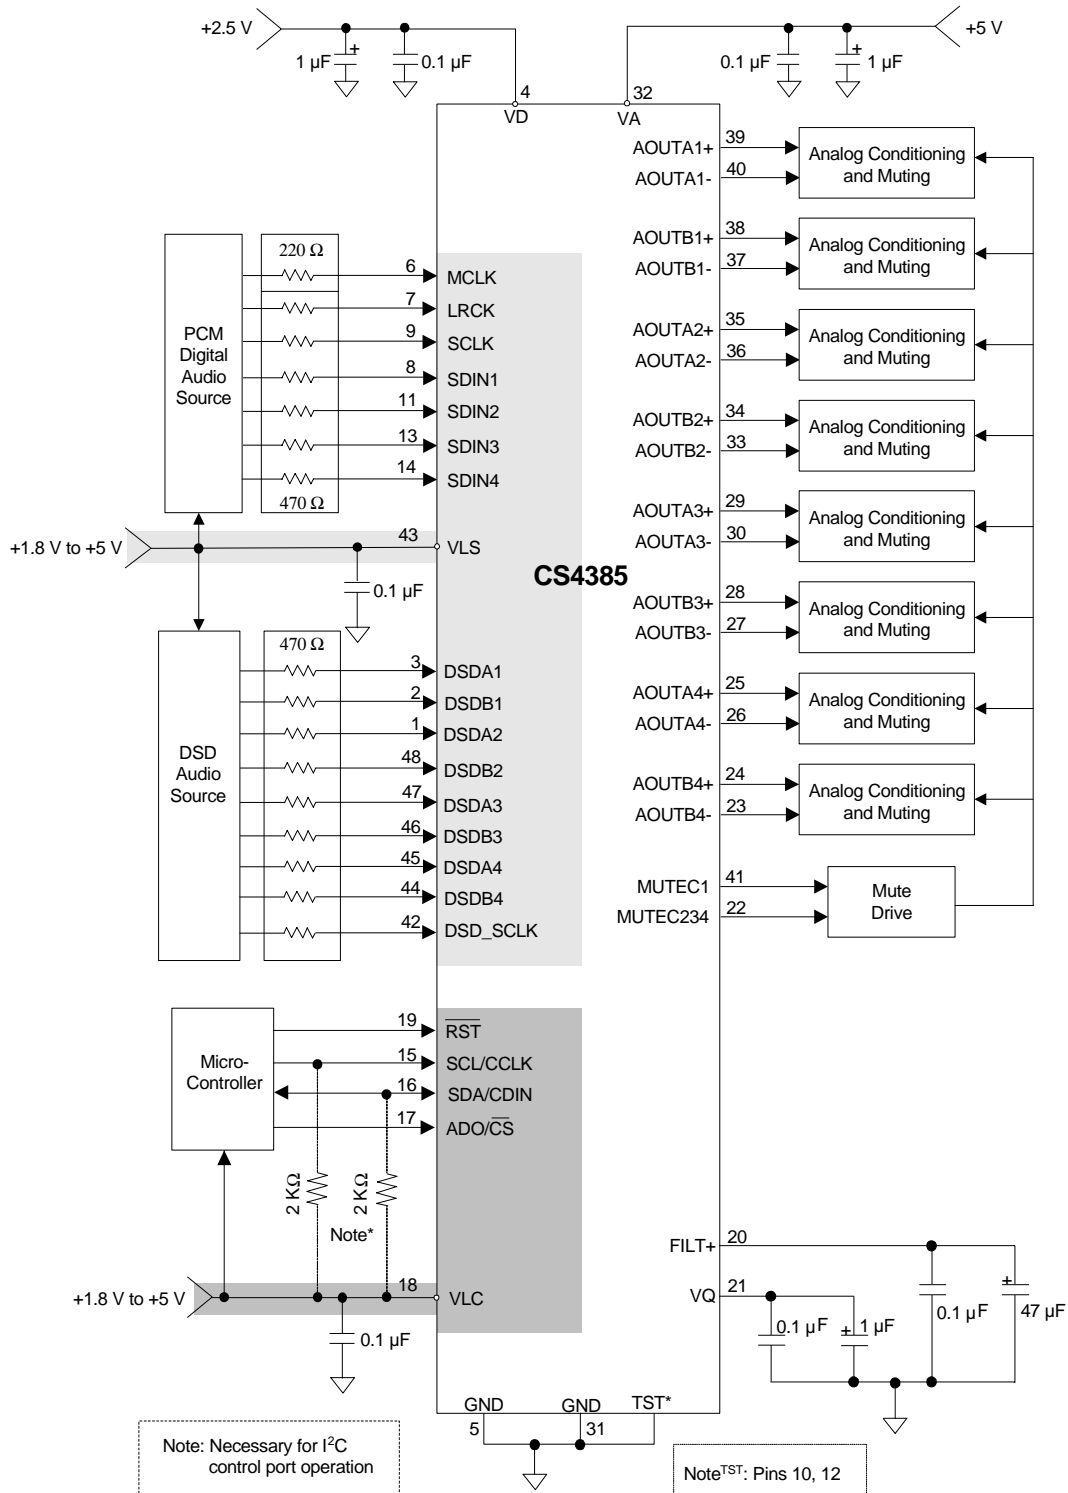 +2.5 V
+5 V
1 µF
+
0.1 µF
0.1 µF
+
1 µF
4
32
VD
VA
CS4385
PCM
Digital
Audio
Source
220 Ω
470 Ω
6
MCLK
7
LRCK
9
SCLK
8
SDIN1
11
SDIN2
13
SDIN3
14
SDIN4
+1.8 V to +5 V
43
VLS
0.1 µF
DSD
Audio
Source
470 Ω
3
DSDA1
2
DSDB1
1
DSDA2
48
DSDB2
47
DSDA3
46
DSDB3
45
DSDA4
44
DSDB4
42
DSD_SCLK
Micro-
Controller
19
RST
15
SCL/CCLK
16
SDA/CDIN
17
ADO/CS
2 KΩ
2 KΩ
Note*
+1.8 V to +5 V
18
VLC
0.1 µF
AOUTA1+
39
AOUTA1-
40
Analog Conditioning
and Muting
AOUTB1+
38
AOUTB1-
37
Analog Conditioning
and Muting
AOUTA2+
35
AOUTA2-
36
Analog Conditioning
and Muting
AOUTB2+
34
AOUTB2-
33
Analog Conditioning
and Muting
AOUTA3+
29
AOUTA3-
30
Analog Conditioning
and Muting
AOUTB3+
28
AOUTB3-
27
Analog Conditioning
and Muting
AOUTA4+
25
AOUTA4-
26
Analog Conditioning
and Muting
AOUTB4+
24
AOUTB4-
23
Analog Conditioning
and Muting
MUTEC1
41
MUTEC234
22
Mute
Drive
FILT+
20
VQ
21
0.1 µF
+
1 µF
0.1 µF
+
47 µF
GND
5
GND
31
TST*
Note: Necessary for I²C
control port operation
Note^TST: Pins 10, 12